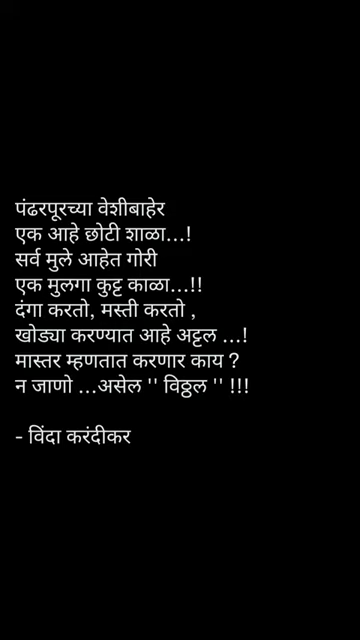 पंढरपूरच्या वेशीबाहेर
एक आहे छोटी शाळा...!
सर्व मुले आहेत गोरी
एक मुलगा कुट्ट काळा...!!
दंगा करतो, मस्ती करतो ,
खोड्या करण्यात आहे अट्टल ...!
मास्तर म्हणतात करणार काय ?
न जाणो ...असेल '' विठ्ठल '' !!!

- विंदा करंदीकर